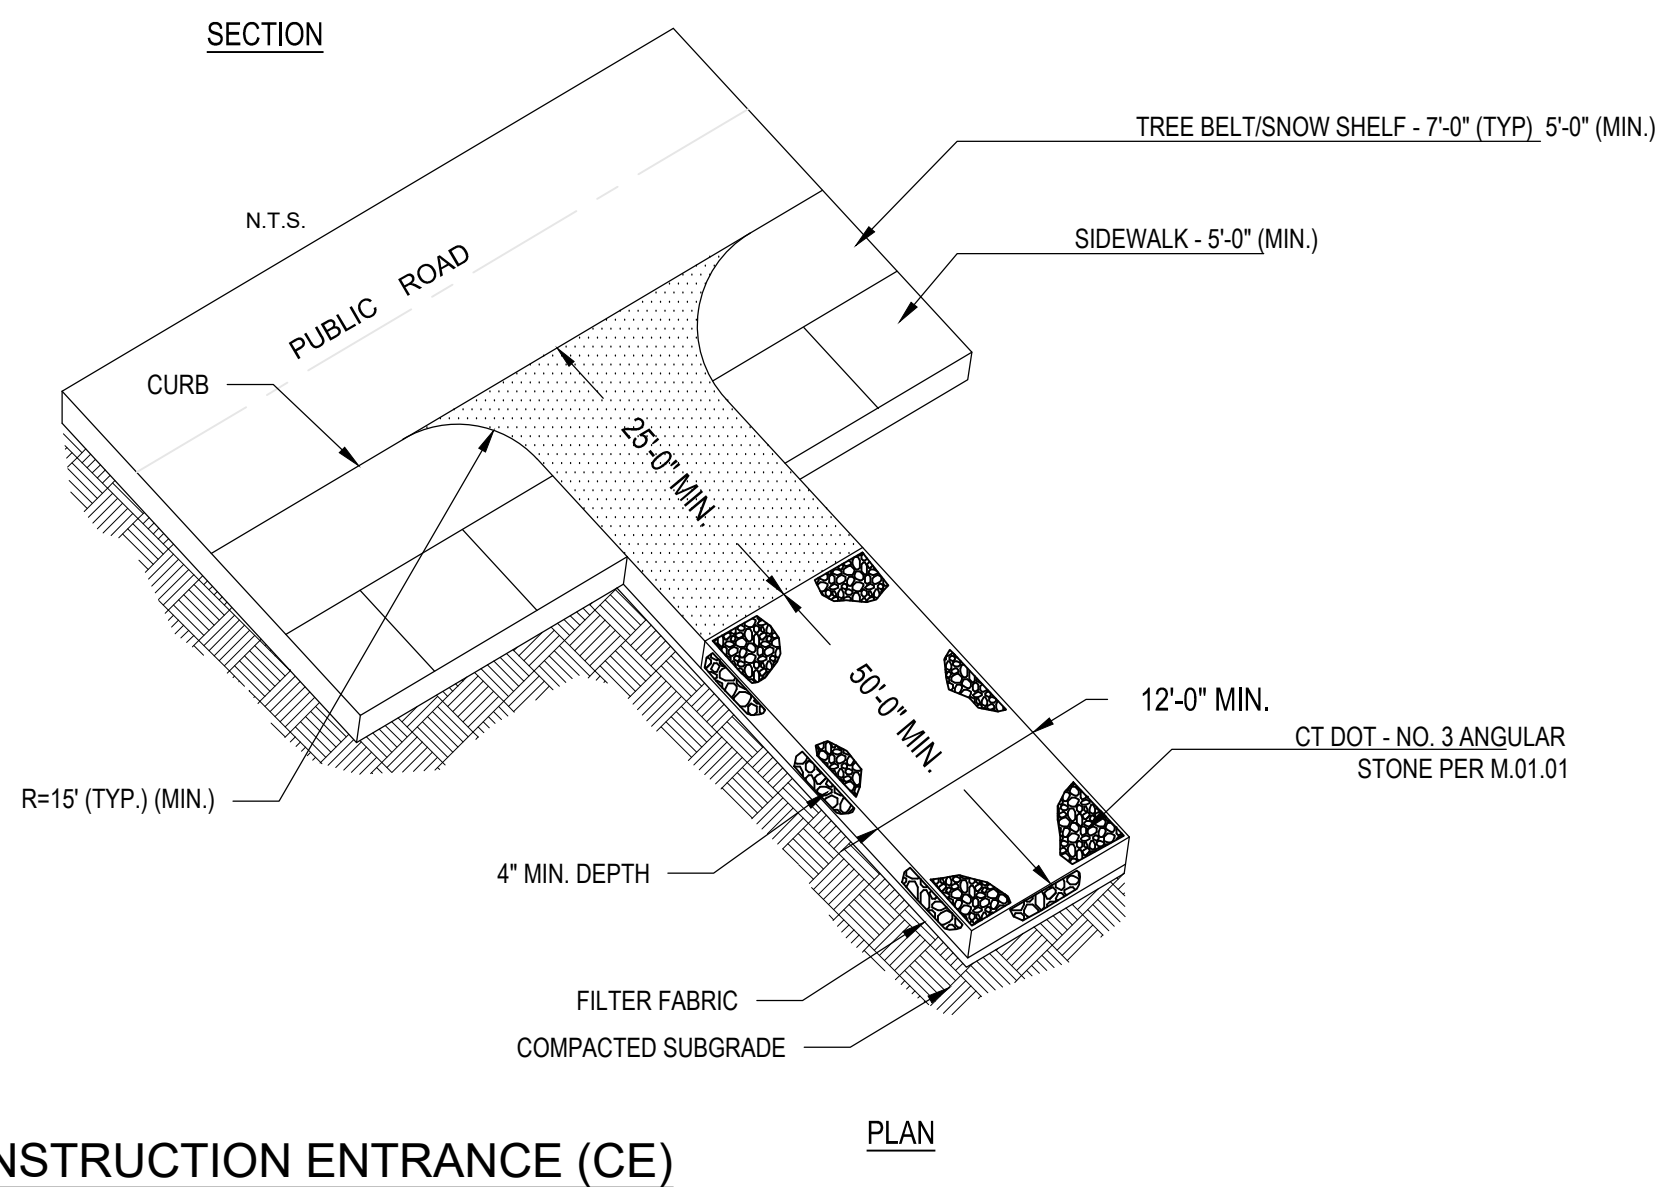 SECTION
TREE BELT/SNOW SHELF - 7'-0" (TYP) 5'-0" (MIN.)
N.T.S.
SIDEWALK - 5'-0" (MIN.)
PUBLIC ROAD
CURB
25'-0" MIN.
50'-0" MIN.
12'-0" MIN.
CT DOT - NO. 3 ANGULAR
STONE PER M.01.01
R=15' (TYP.) (MIN.)
4" MIN. DEPTH
FILTER FABRIC
COMPACTED SUBGRADE
PLAN
NSTRUCTION ENTRANCE (CE)